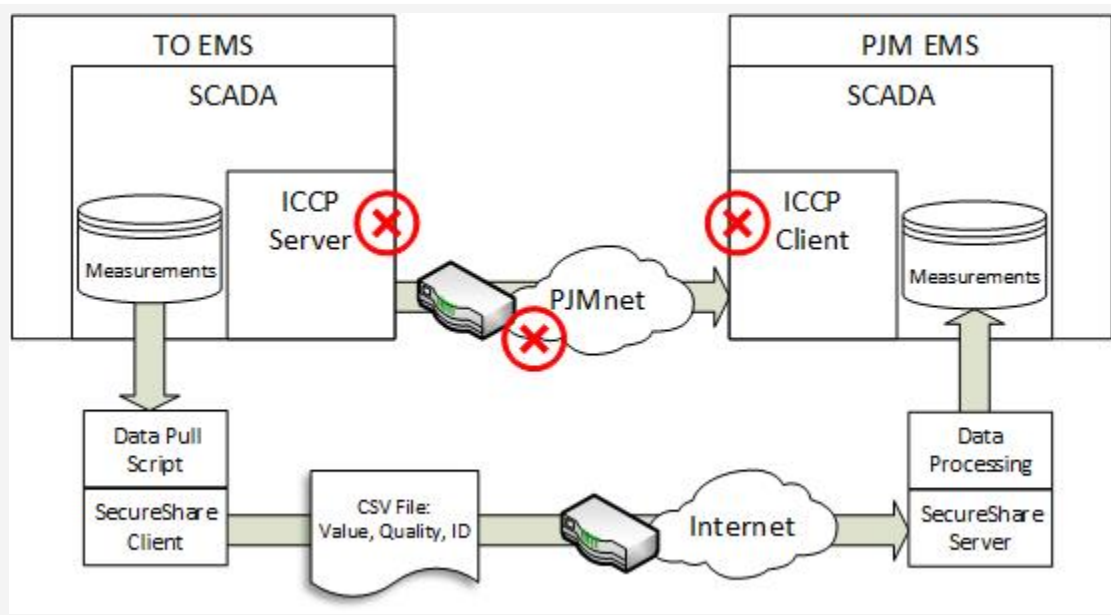 TO EMS
SCADA
ICCP
Server
Measurements
PJMnet
PJM EMS
SCADA
ICCP
Client
Measurements
Data Pull
Script
SecureShare
Client
CSV File:
Value, Quality, ID
Internet
Data
Processing
SecureShare
Server